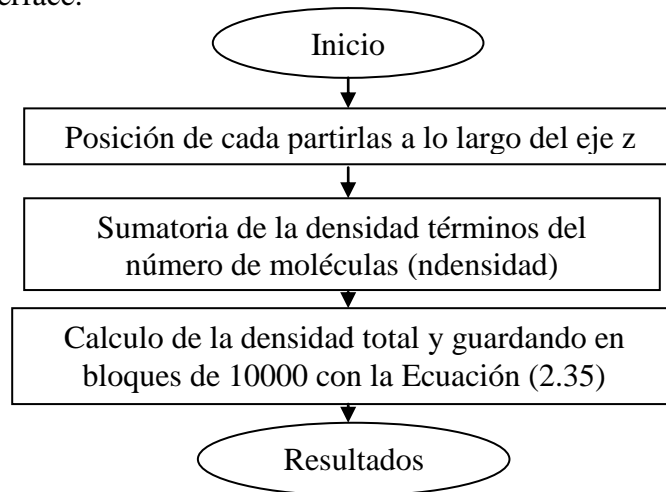 erface.
Inicio
Posición de cada partirlas a lo largo del eje z
Sumatoria de la densidad términos del
número de moléculas (ndensidad)
Calculo de la densidad total y guardando en
bloques de 10000 con la Ecuación (2.35)
Resultados